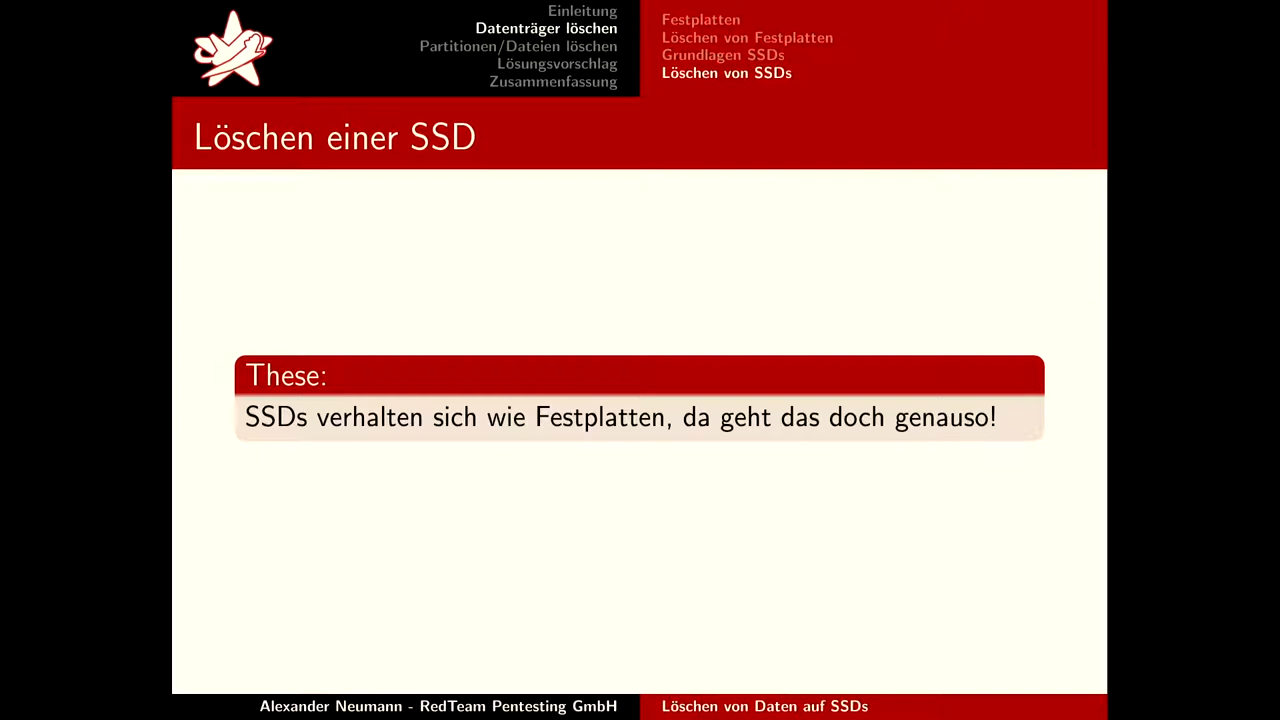 Einleitung
Datenträger löschen
Partitionen/Dateien löschen
Lösungsvorschlag
Zusammenfassung
Festplatten
Löschen von Festplatten
Grundlagen SSDs
Löschen von SSDs
Löschen einer SSD
These:
SSDs verhalten sich wie Festplatten, da geht das doch genauso!
Alexander Neumann - RedTeam Pentesting GmbH
Löschen von Daten auf SSDs